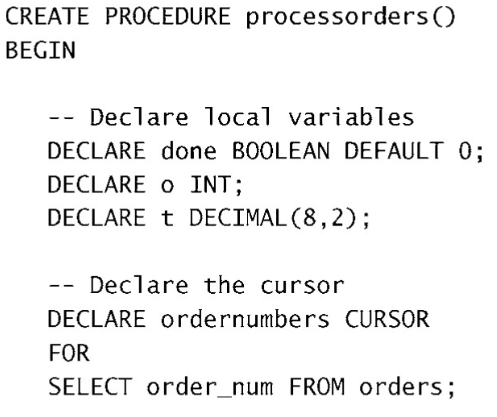 CREATE PROCEDURE processorders()
BEGIN
-- Declare local variables
DECLARE done BOOLEAN DEFAULT 0;
DECLARE o INT;
DECLARE t DECIMAL(8,2);
-- Declare the cursor
DECLARE ordernumbers CURSOR
FOR
SELECT order_num FROM orders;